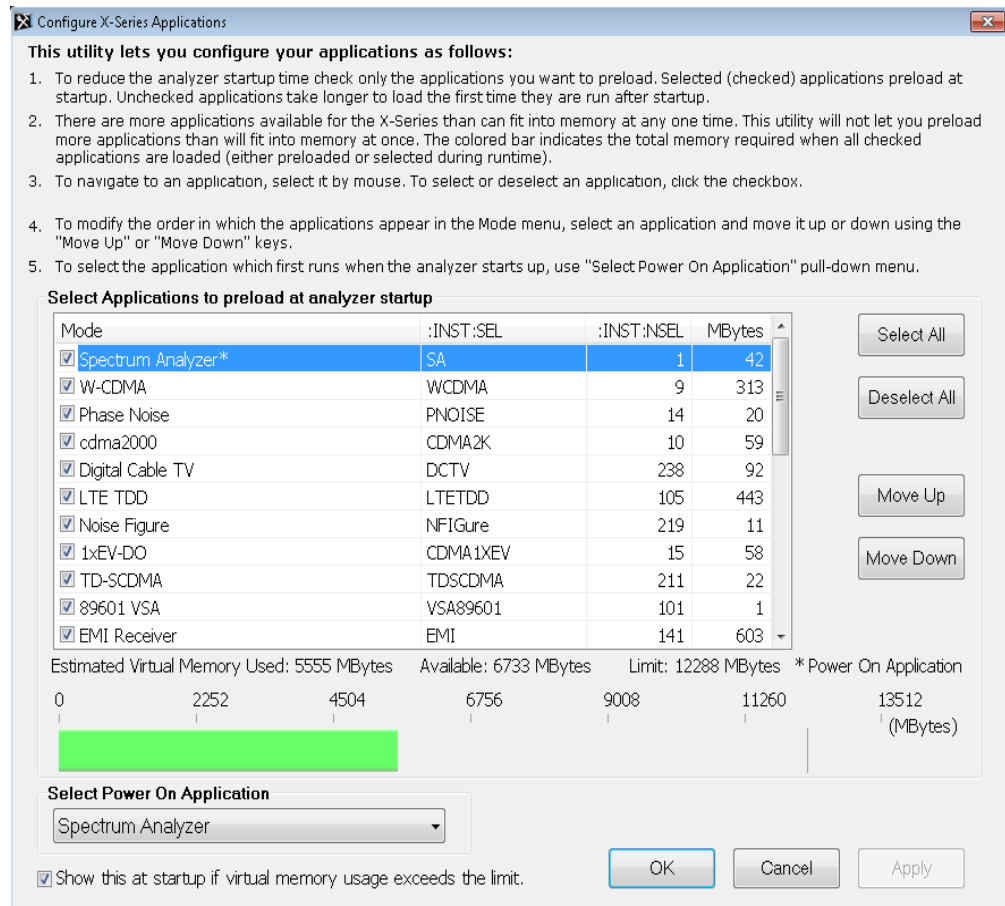 Configure X-Series Applications
This utility lets you configure your applications as follows:
1. To reduce the analyzer startup time check only the applications you want to preload. Selected (checked) applications preload at
startup. Unchecked applications take longer to load the first time they are run after startup.
2. There are more applications available for the X-Series than can fit into memory at any one time. This utility will not let you preload
more applications than will fit into memory at once. The colored bar indicates the total memory required when all checked
applications are loaded (either preloaded or selected during runtime).
3. To navigate to an application, select it by mouse. To select or deselect an application, click the checkbox.
4. To modify the order in which the applications appear in the Mode menu, select an application and move it up or down using the
"Move Up" or "Move Down" keys.
5. To select the application which first runs when the analyzer starts up, use "Select Power On Application" pull-down menu.
Select Applications to preload at analyzer startup
Mode :INST:SEL :INST:NSEL MBytes
Spectrum Analyzer* SA 1 42
W-CDMA WCDMA 9 313
Phase Noise PNOISE 14 20
cdma2000 CDMA2K 10 59
Digital Cable TV DCTV 238 92
LTE TDD LTETDD 105 443
Noise Figure NFIGure 219 11
1xEV-DO CDMA1XEV 15 58
TD-SCDMA TDSCDMA 211 22
89601 VSA VSA89601 101 1
EMI Receiver EMI 141 603
Select All
Deselect All
Move Up
Move Down
Estimated Virtual Memory Used: 5555 MBytes Available: 6733 MBytes Limit: 12288 MBytes *Power On Application
0 2252 4504 6756 9008 11260 13512
(MBytes)
Select Power On Application
Spectrum Analyzer
Show this at startup if virtual memory usage exceeds the limit.
OK Cancel Apply